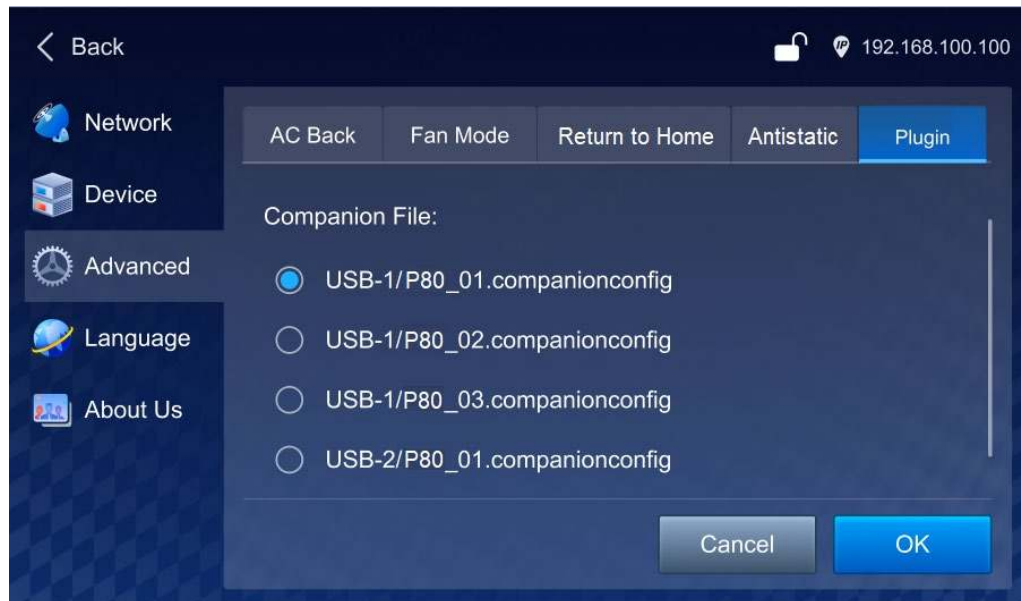 Back
IP 192.168.100.100
Network
Device
Advanced
Language
About Us
AC Back Fan Mode Return to Home Antistatic Plugin
Companion File:
USB-1/P80_01.companionconfig
USB-1/P80_02.companionconfig
USB-1/P80_03.companionconfig
USB-2/P80_01.companionconfig
Cancel OK